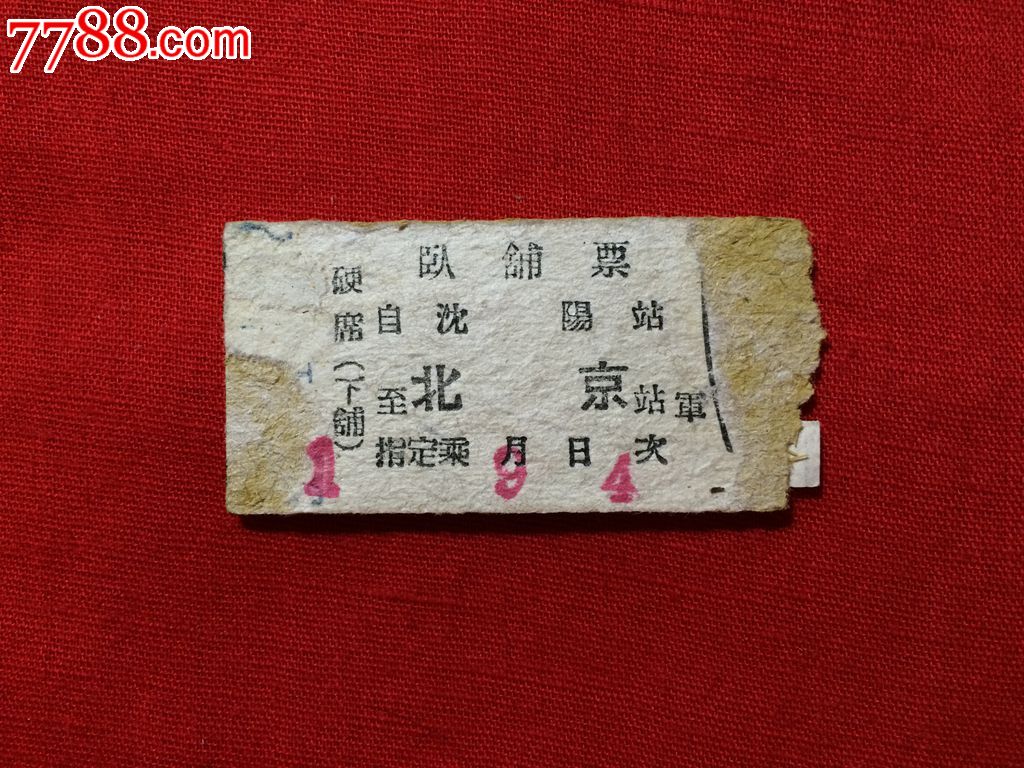 7788.com
臥舖票
硬席(下舖)
自沈陽站
至北京站
軍
指定乘 月 日 次
1 9 4